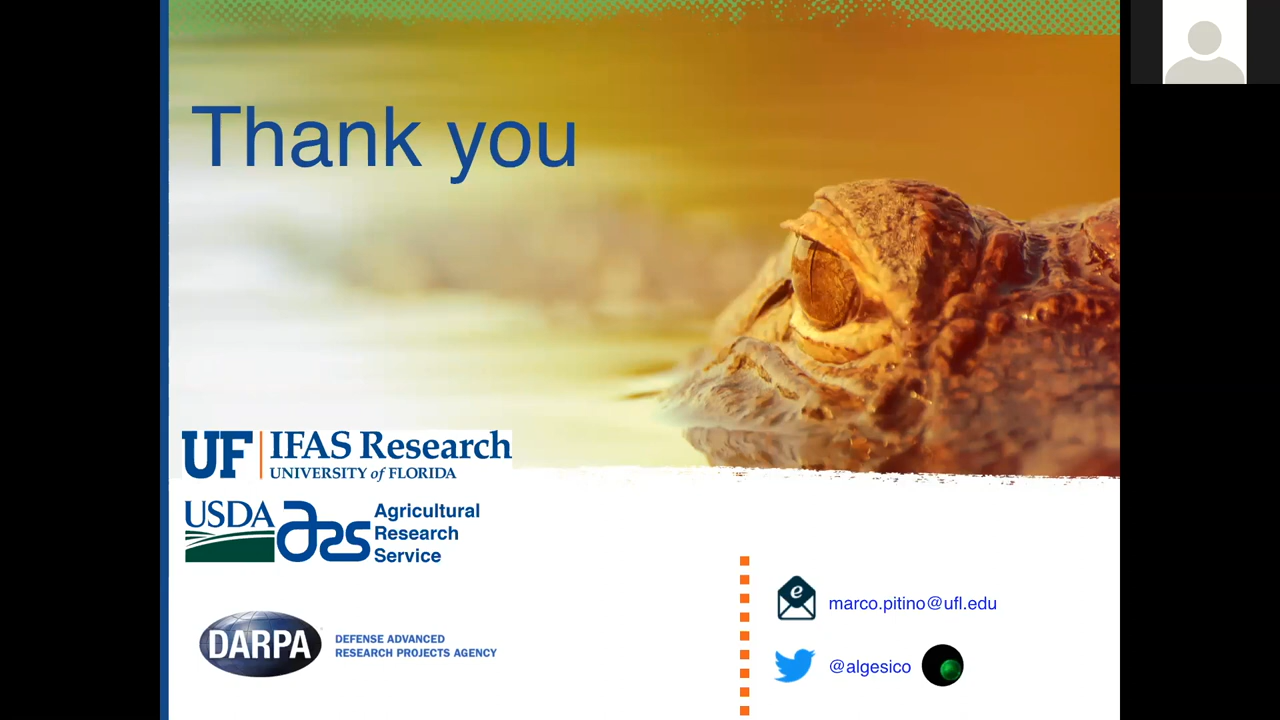 Thank you
UF IFAS Research
UNIVERSITY of FLORIDA
USDA ars Agricultural
Research
Service
DARPA DEFENSE ADVANCED
RESEARCH PROJECTS AGENCY
e marco.pitino@ufl.edu
@algesico